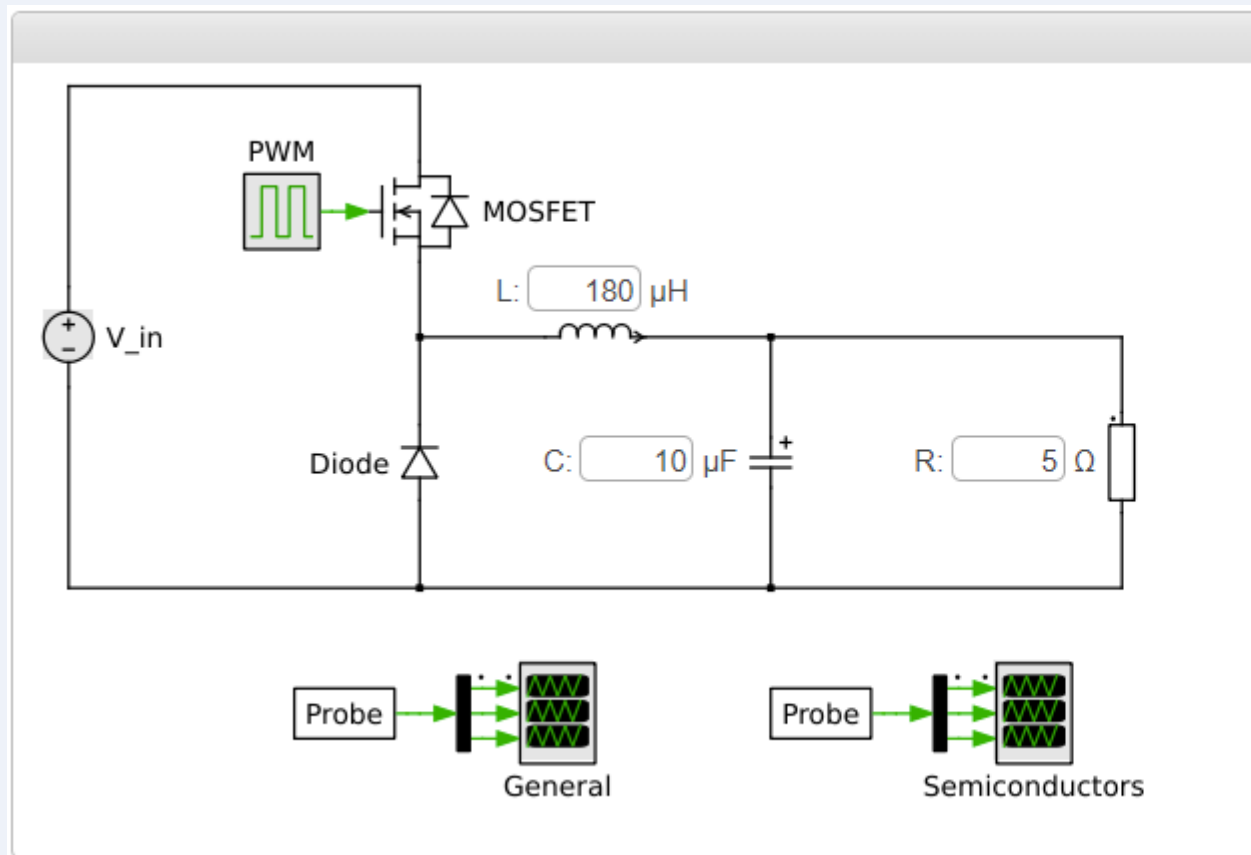 PWM
MOSFET
L: 180 µH
V_in
Diode
C: 10 µF
R: 5 Ω
Probe
Probe
General
Semiconductors